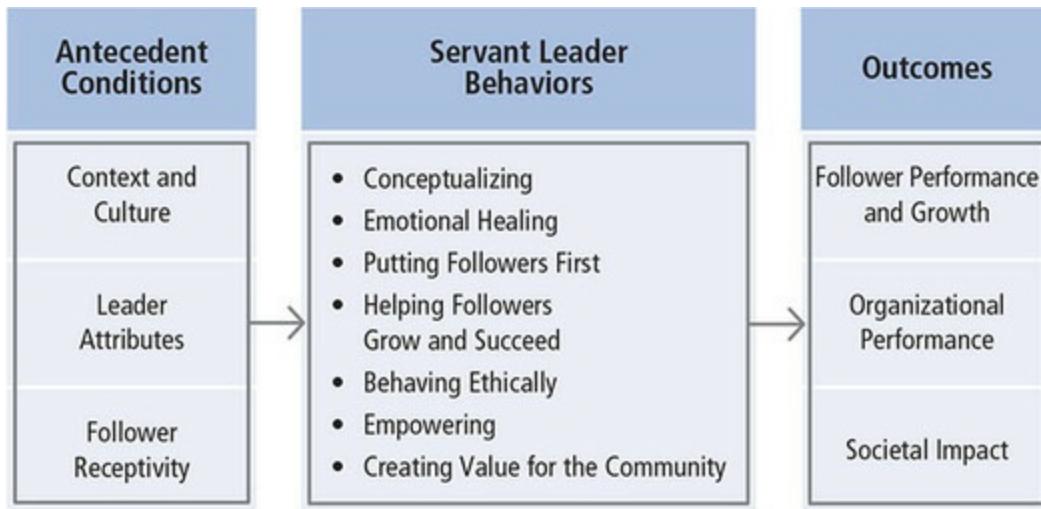 Antecedent
Conditions
Servant Leader
Behaviors
Outcomes
Context and
Culture
Leader
Attributes
Follower
Receptivity
• Conceptualizing
• Emotional Healing
• Putting Followers First
• Helping Followers
Grow and Succeed
• Behaving Ethically
• Empowering
• Creating Value for the Community
Follower Performance
and Growth
Organizational
Performance
Societal Impact